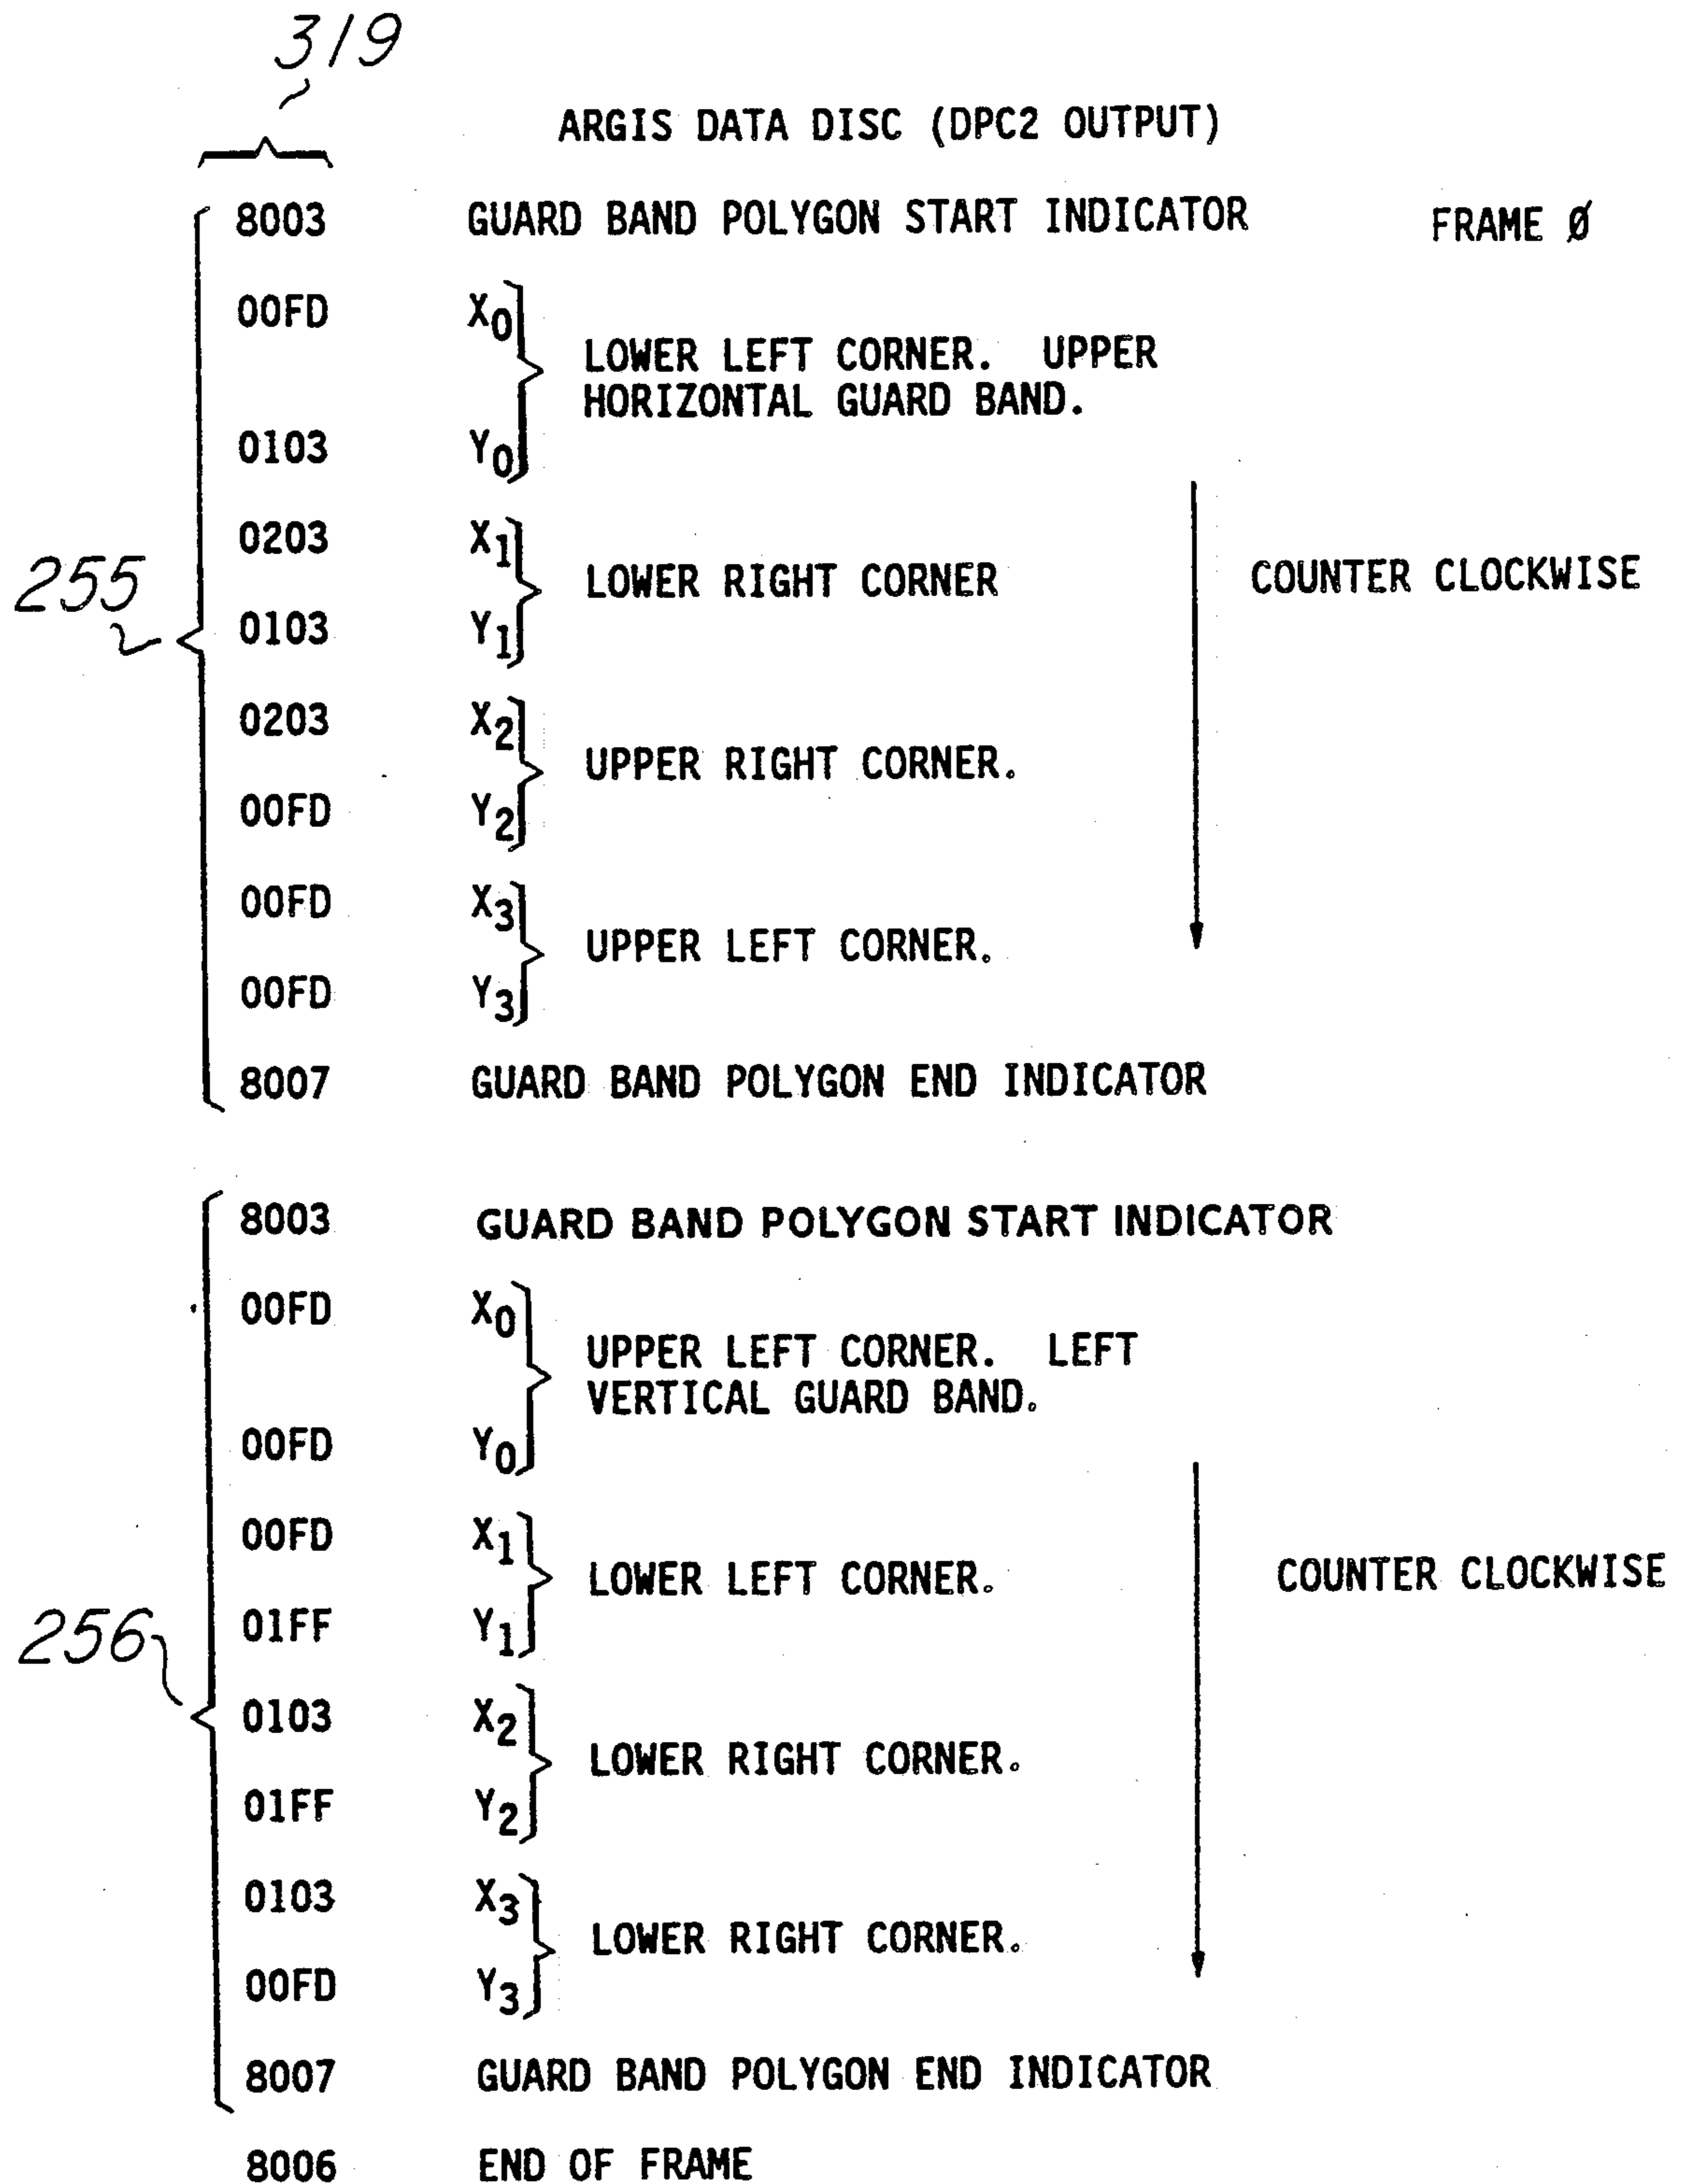 319
ARGIS DATA DISC (DPC2 OUTPUT)
8003 GUARD BAND POLYGON START INDICATOR FRAME Ø
00FD X0
LOWER LEFT CORNER. UPPER
HORIZONTAL GUARD BAND.
0103 Y0
0203 X1
255 LOWER RIGHT CORNER COUNTER CLOCKWISE
0103 Y1
0203 X2
UPPER RIGHT CORNER.
00FD Y2
00FD X3
UPPER LEFT CORNER.
00FD Y3
8007 GUARD BAND POLYGON END INDICATOR
8003 GUARD BAND POLYGON START INDICATOR
00FD X0
UPPER LEFT CORNER. LEFT
VERTICAL GUARD BAND.
00FD Y0
00FD X1
LOWER LEFT CORNER. COUNTER CLOCKWISE
01FF Y1
256
0103 X2
LOWER RIGHT CORNER.
01FF Y2
0103 X3
LOWER RIGHT CORNER.
00FD Y3
8007 GUARD BAND POLYGON END INDICATOR
8006 END OF FRAME